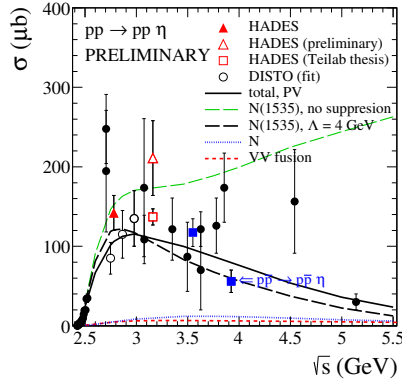 σ (μb)
400
300
200
100
0
2.5 3 3.5 4 4.5 5
√s (GeV)
pp → pp η
PRELIMINARY
HADES
HADES (preliminary)
HADES (Teilab thesis)
DISTO (fit)
total, PV
N(1535), no suppresion
N(1535), Λ = 4 GeV
N
VV fusion
⇐ pp̅ → pp̅ η